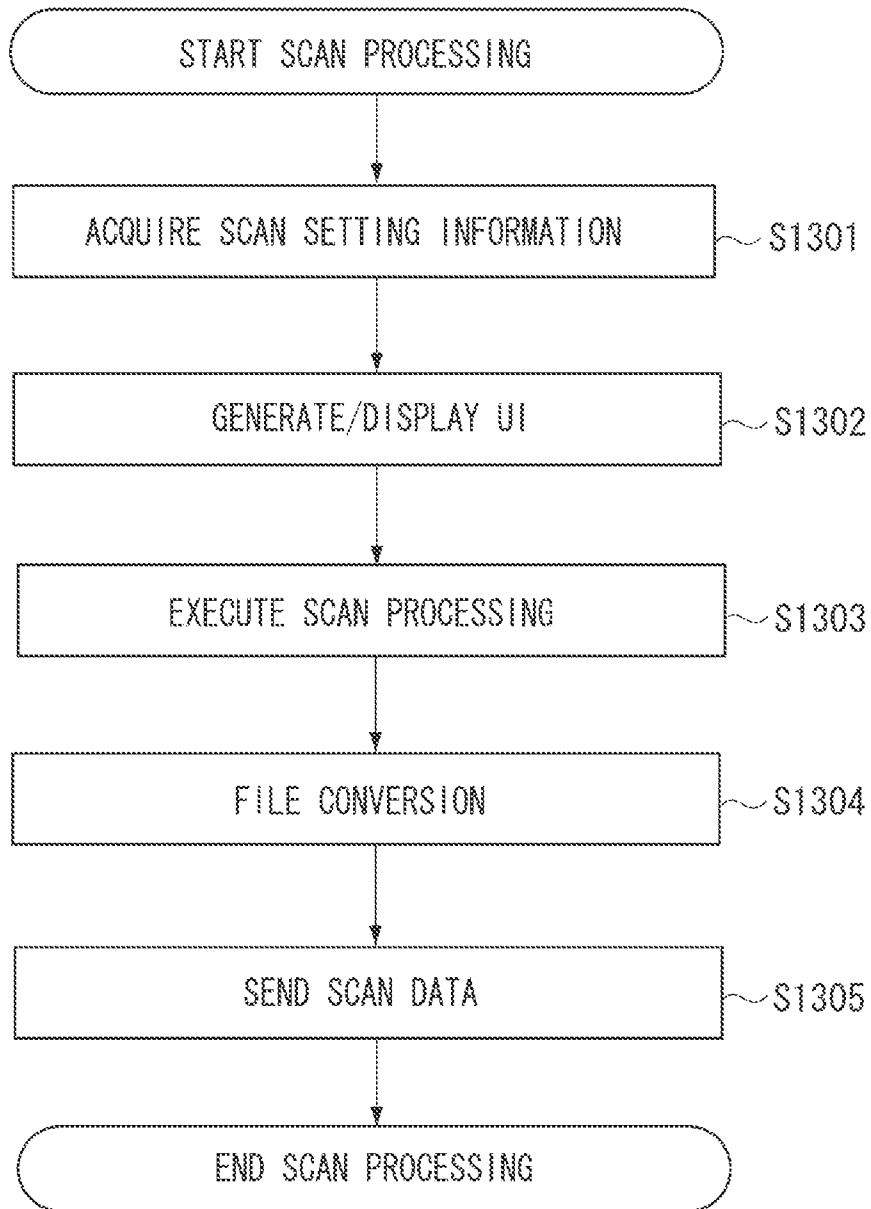 START SCAN PROCESSING
ACQUIRE SCAN SETTING INFORMATION
S1301
GENERATE/DISPLAY UI
S1302
EXECUTE SCAN PROCESSING
S1303
FILE CONVERSION
S1304
SEND SCAN DATA
S1305
END SCAN PROCESSING